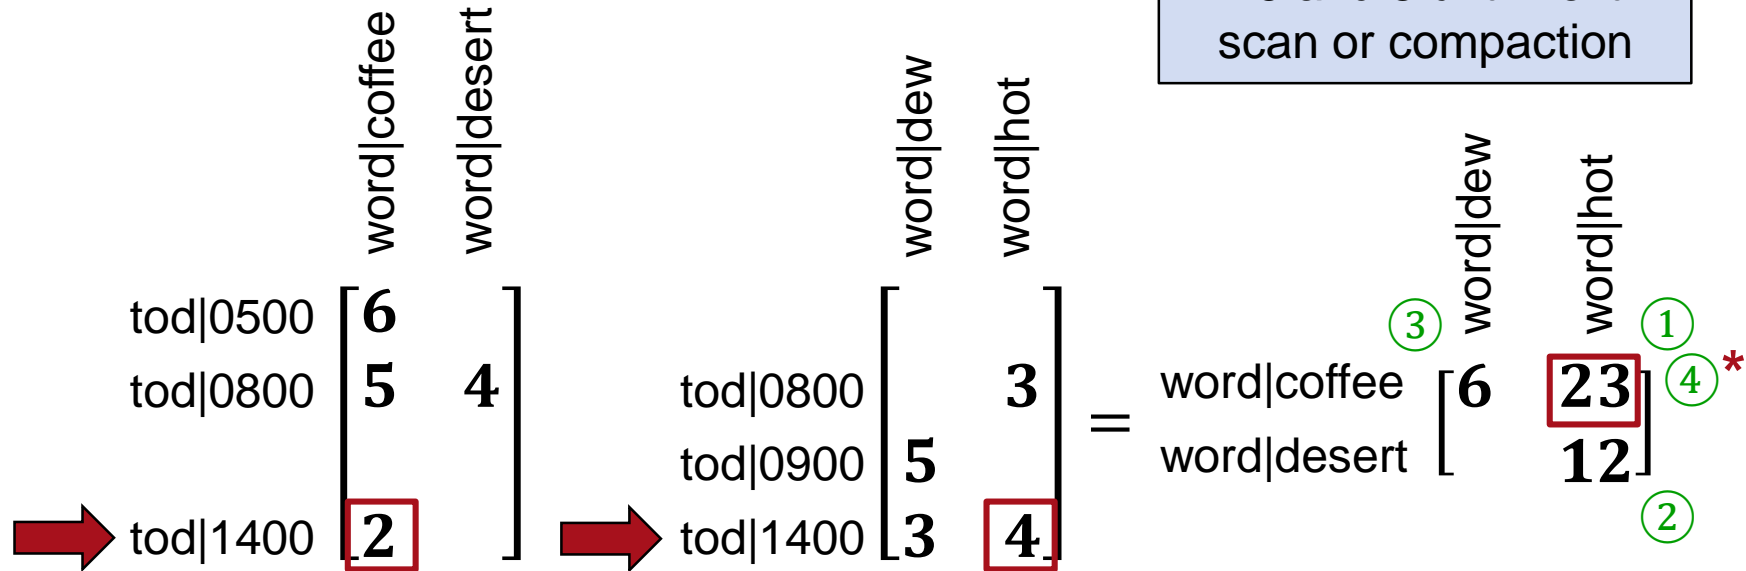 scan or compaction
word|coffee
word|desert
word|dew
word|hot
word|dew
word|hot
tod|0500 6
tod|0800 5 4
tod|1400 2
tod|0800 3
tod|0900 5
tod|1400 3 4
=
③ ①
word|coffee 6 23 ④*
word|desert 12
②